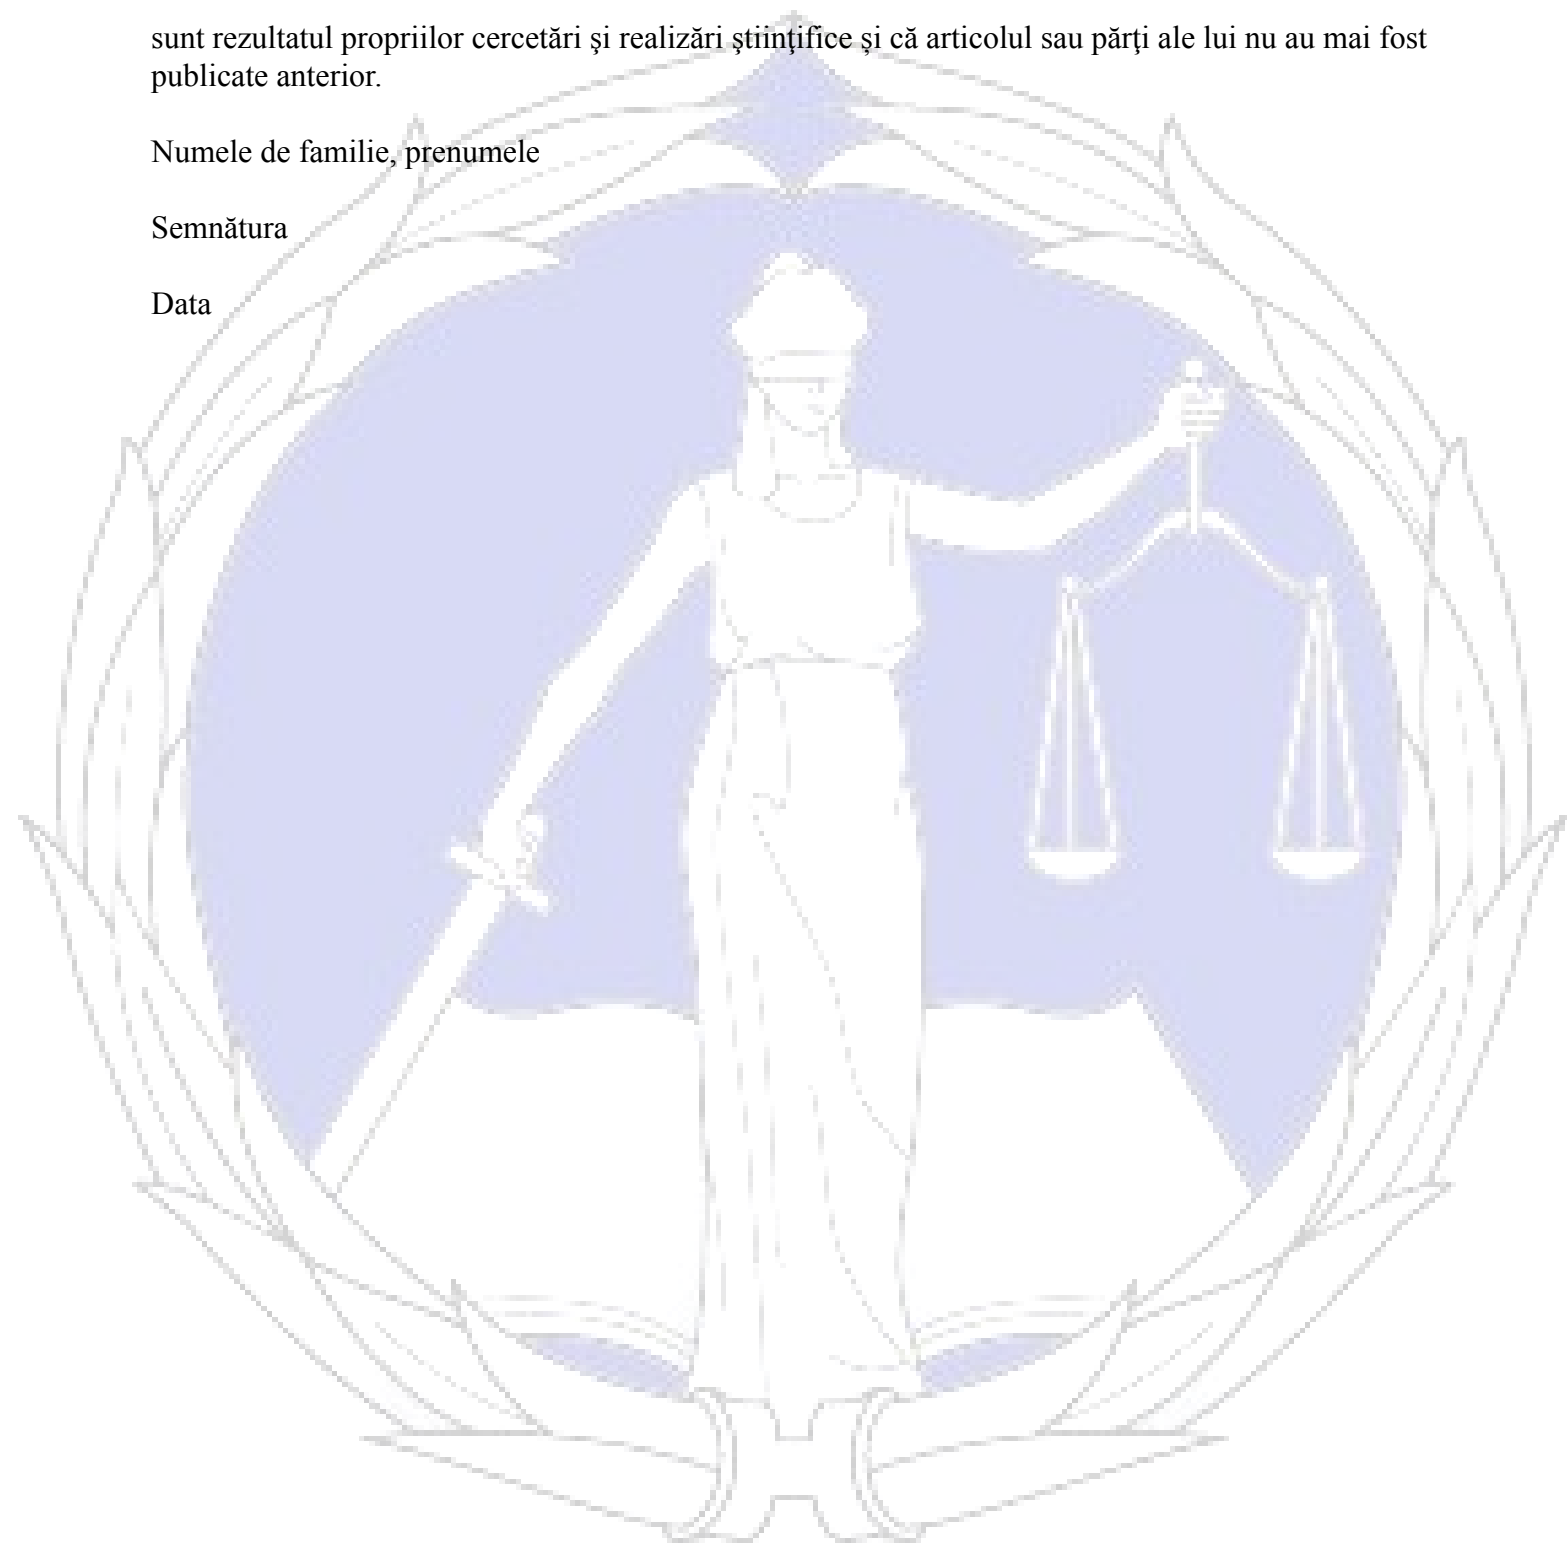 sunt rezultatul propriilor cercetări şi realizări ştiinţifice şi că articolul sau părţi ale lui nu au mai fost
publicate anterior.
Numele de familie, prenumele
Semnătura
Data